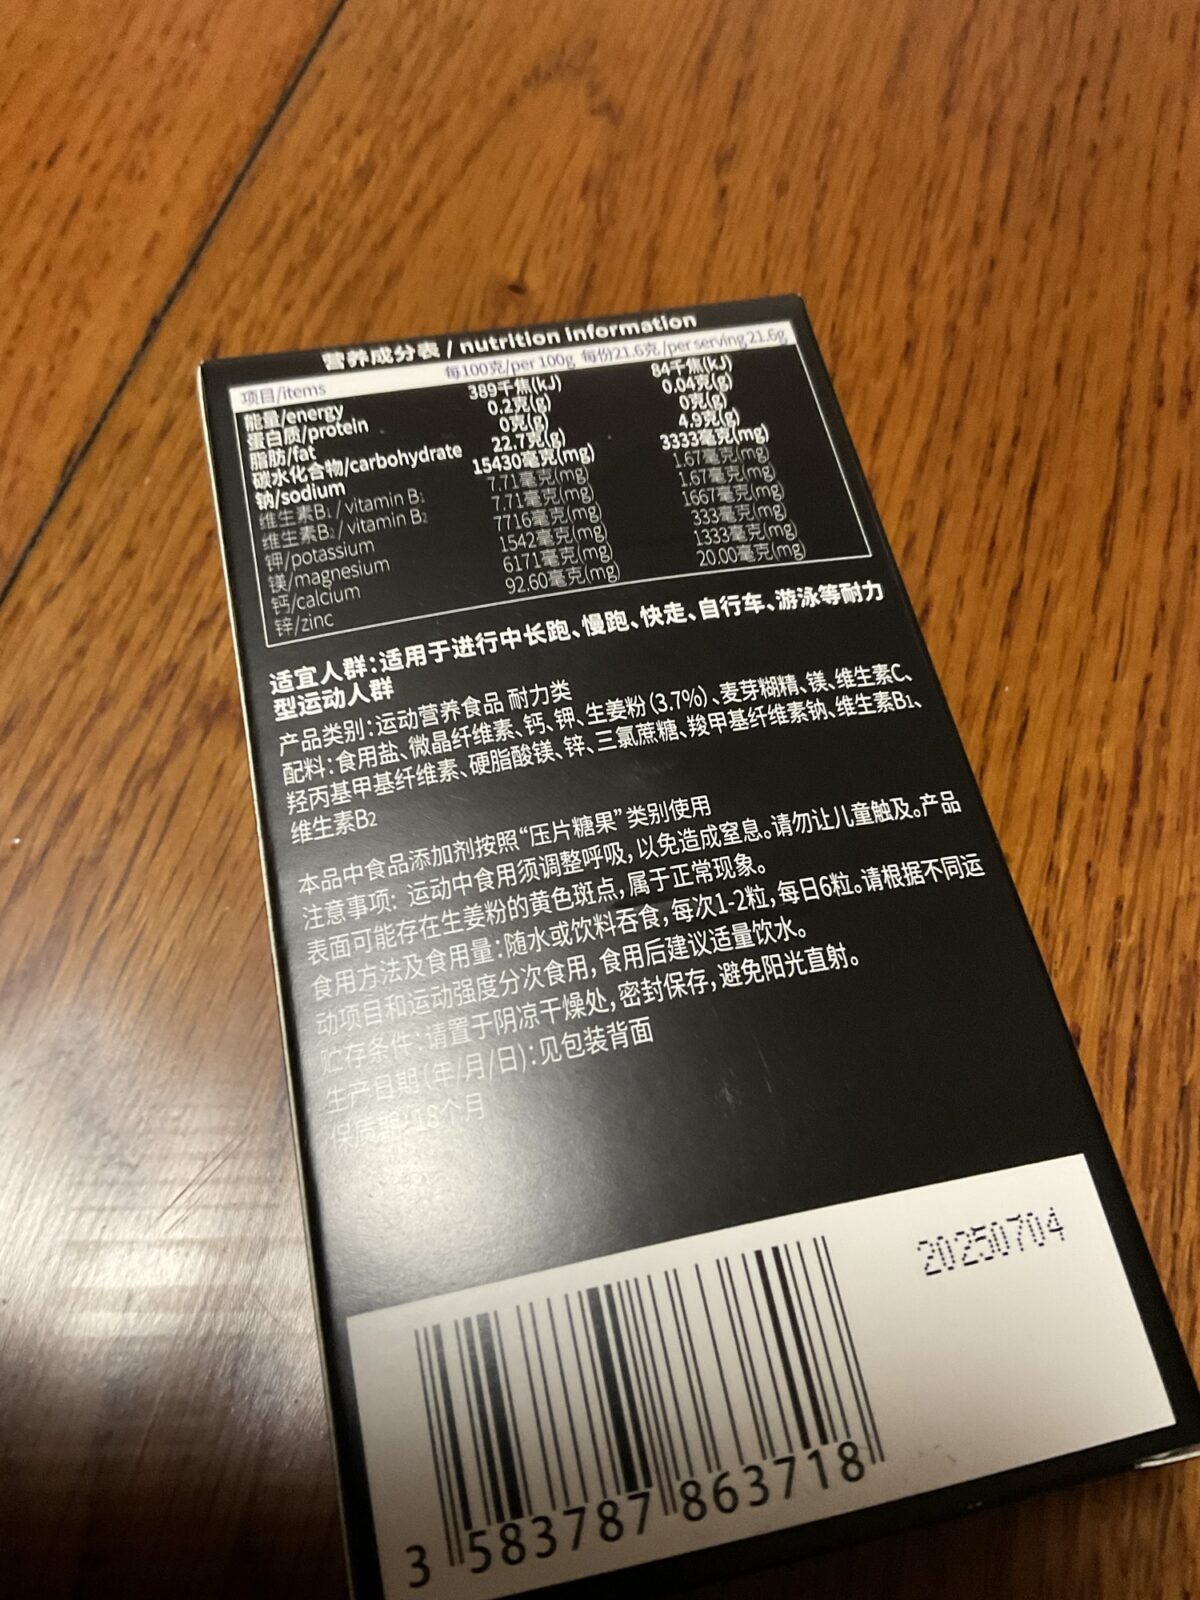 营养成分表 / nutrition information
项目/items 每100克/per 100g 每份21.6克/per serving 21.6g
能量/energy 389千焦(kJ) 84千焦(kJ)
蛋白质/protein 0.2克(g) 0.04克(g)
脂肪/fat 0克(g) 0克(g)
碳水化合物/carbohydrate 22.7克(g) 4.9克(g)
钠/sodium 15430毫克(mg) 3333毫克(mg)
维生素B1/vitamin B1 7.71毫克(mg) 1.67毫克(mg)
维生素B2/vitamin B2 7.71毫克(mg) 1.67毫克(mg)
钾/potassium 7716毫克(mg) 1667毫克(mg)
镁/magnesium 1542毫克(mg) 333毫克(mg)
钙/calcium 6171毫克(mg) 1333毫克(mg)
锌/zinc 92.60毫克(mg) 20.00毫克(mg)
适宜人群：适用于进行中长跑、慢跑、快走、自行车、游泳等耐力
型运动人群
产品类别：运动营养食品 耐力类
配料：食用盐、微晶纤维素、钙、钾、生姜粉（3.7%）、麦芽糊精、镁、维生素C、
羟丙基甲基纤维素、硬脂酸镁、锌、三氯蔗糖、羧甲基纤维素钠、维生素B1、
维生素B2
本品中食品添加剂按照“压片糖果”类别使用
注意事项：运动中食用须调整呼吸，以免造成窒息。请勿让儿童触及。产品
表面可能存在生姜粉的黄色斑点，属于正常现象。
食用方法及食用量：随水或饮料吞食，每次1-2粒，每日6粒。请根据不同运
动项目和运动强度分次食用，食用后建议适量饮水。
贮存条件：请置于阴凉干燥处，密封保存，避免阳光直射。
生产日期（年/月/日）：见包装背面
保质期：18个月
20250704
3 583787 863718